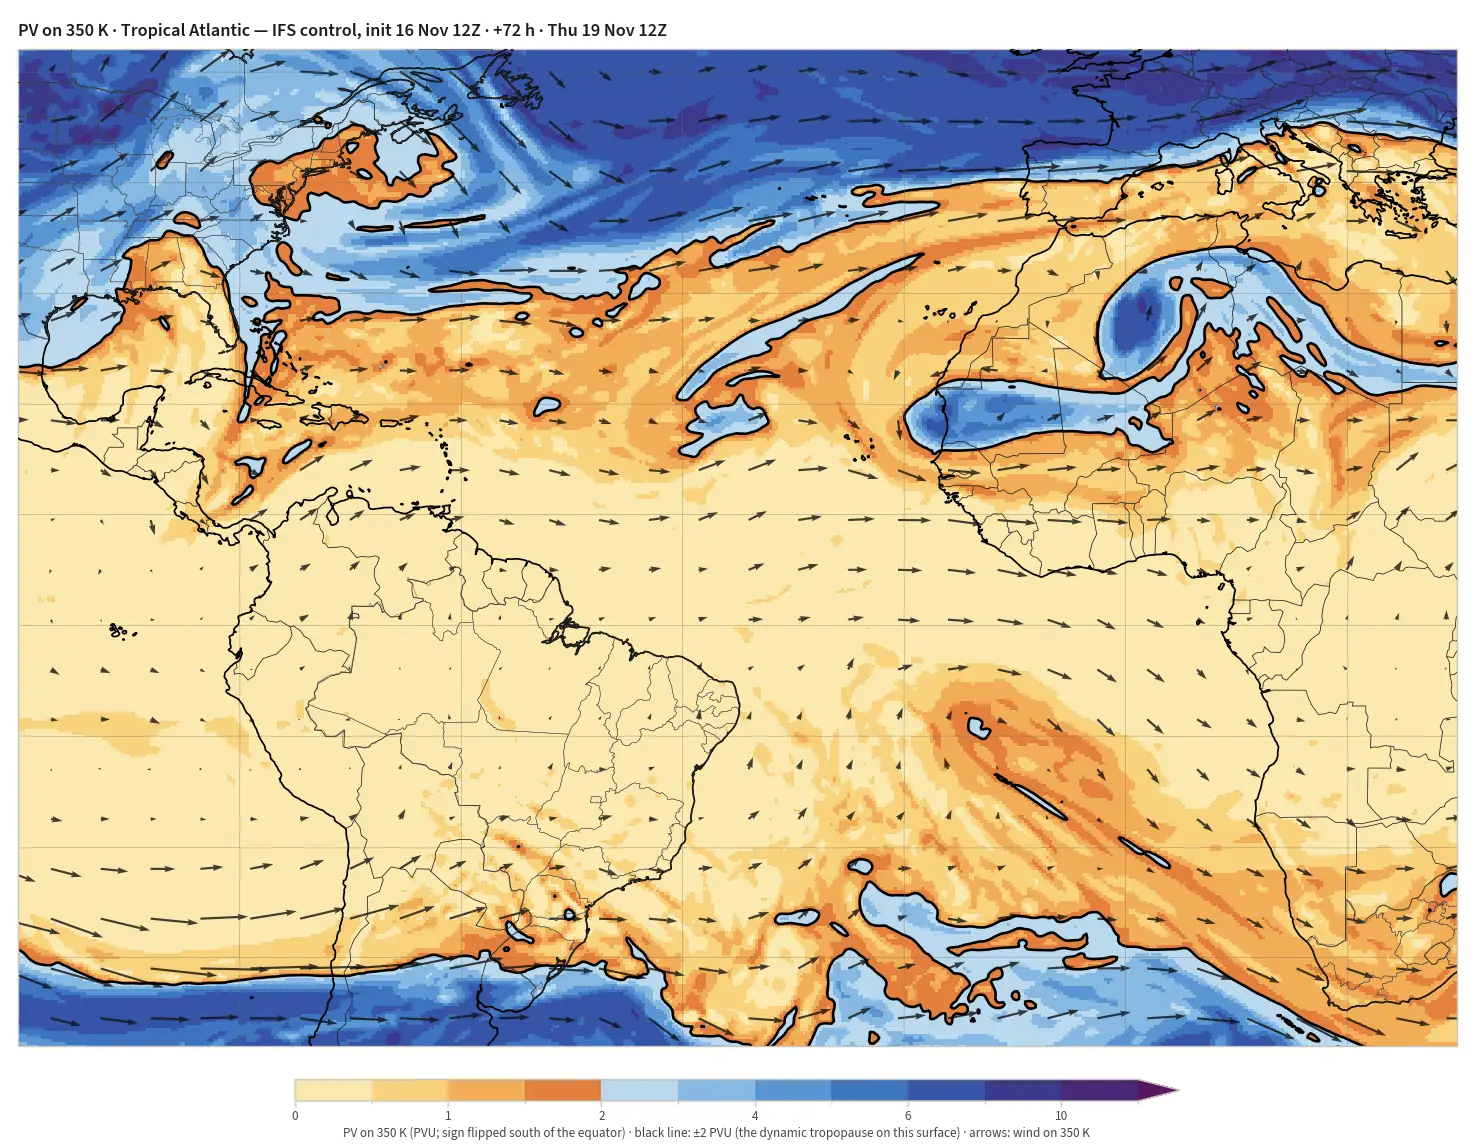 PV on 350 K · Tropical Atlantic — IFS control, init 16 Nov 12Z · +72 h · Thu 19 Nov 12Z
0 1 2 4 6 10
PV on 350 K (PVU; sign flipped south of the equator) · black line: ±2 PVU (the dynamic tropopause on this surface) · arrows: wind on 350 K